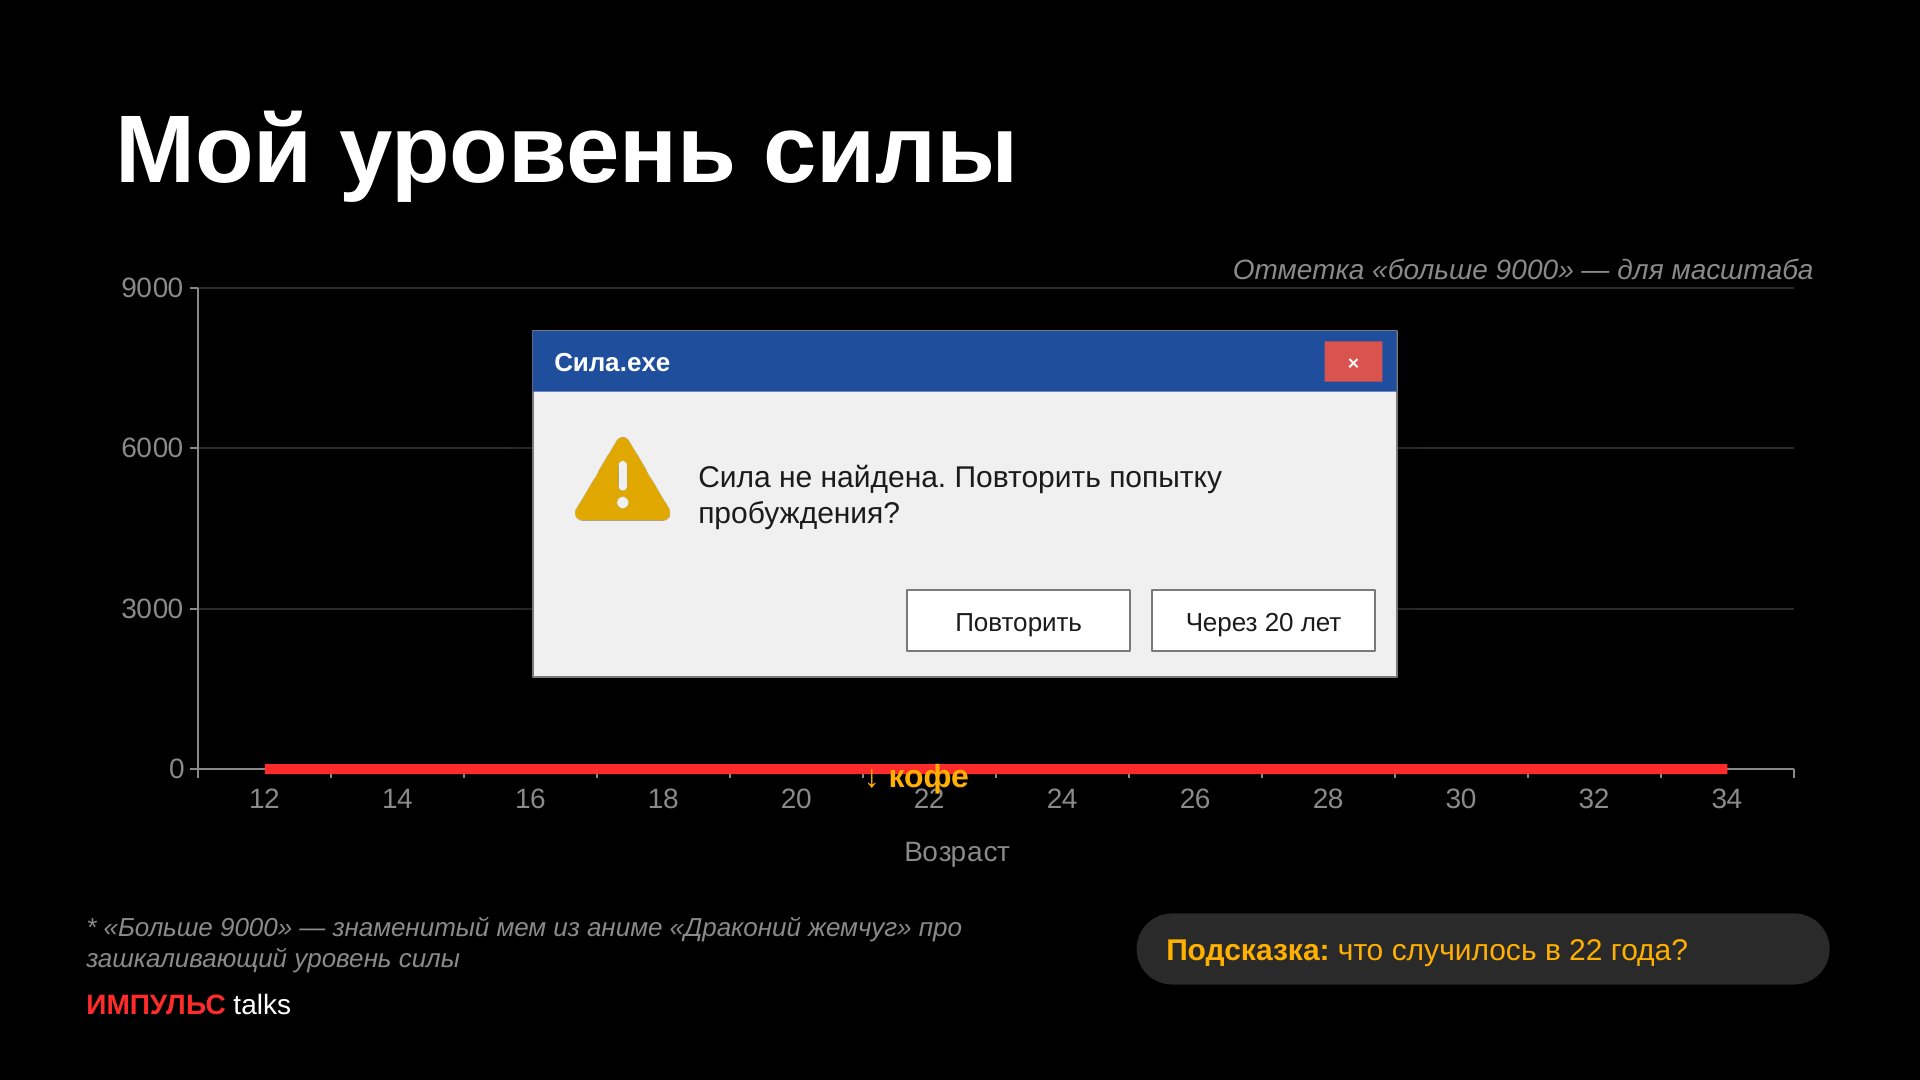 Мой уровень силы
Отметка «больше 9000» — для масштаба
9000
6000
3000
0
Сила.exe
×
Сила не найдена. Повторить попытку
пробуждения?
Повторить
Через 20 лет
↓ кофе
12 14 16 18 20 22 24 26 28 30 32 34
Возраст
* «Больше 9000» — знаменитый мем из аниме «Драконий жемчуг» про
зашкаливающий уровень силы
Подсказка: что случилось в 22 года?
ИМПУЛЬС talks